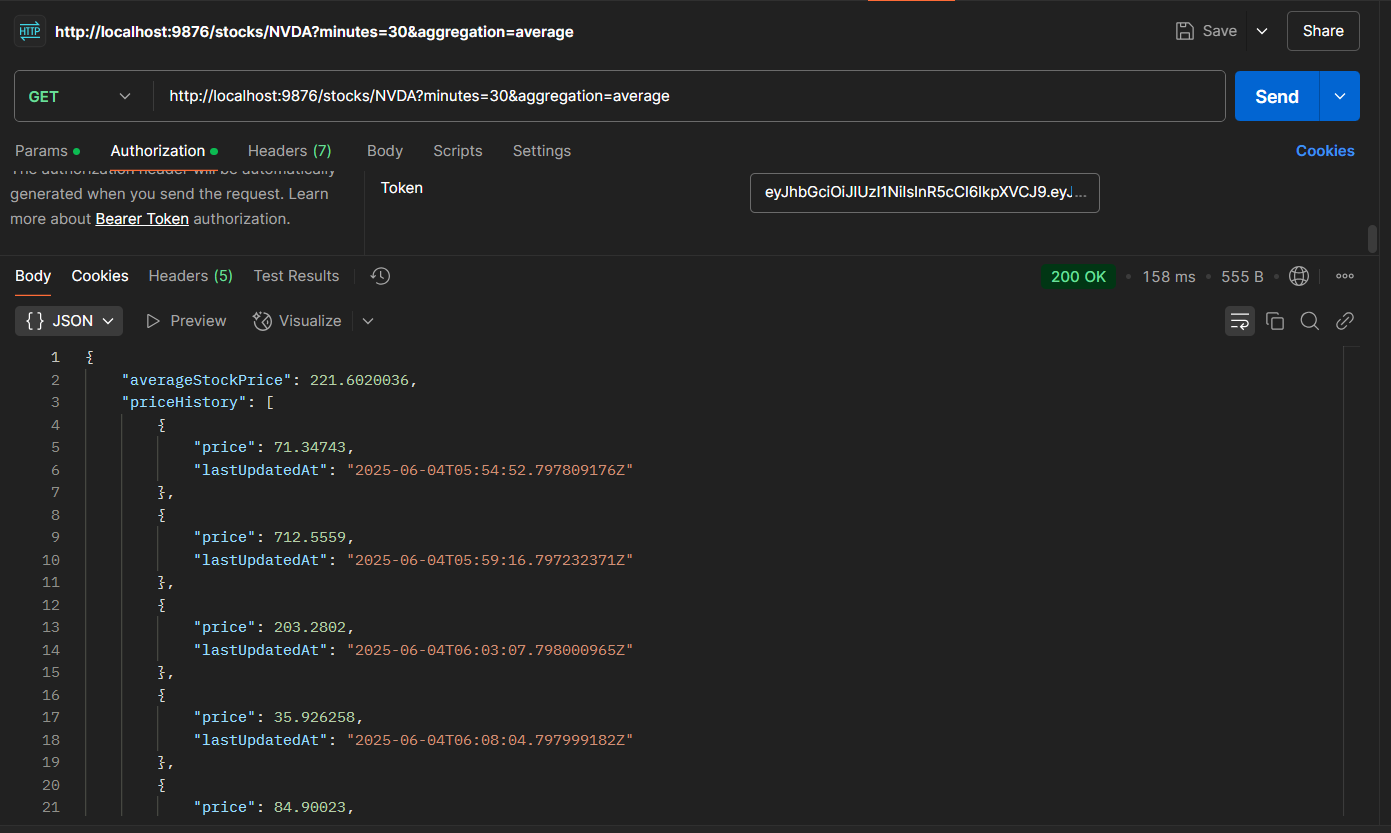 HTTP http://localhost:9876/stocks/NVDA?minutes=30&aggregation=average Save Share
GET http://localhost:9876/stocks/NVDA?minutes=30&aggregation=average Send
Params Authorization Headers (7) Body Scripts Settings Cookies
The authorization header will be automatically
generated when you send the request. Learn
more about Bearer Token authorization.
Token
Body Cookies Headers (5) Test Results 200 OK 158 ms 555 B
{} JSON Preview Visualize
1 {
2 "averageStockPrice": 221.6020036,
3 "priceHistory": [
4 {
5 "price": 71.34743,
6 "lastUpdatedAt": "2025-06-04T05:54:52.797809176Z"
7 },
8 {
9 "price": 712.5559,
10 "lastUpdatedAt": "2025-06-04T05:59:16.797232371Z"
11 },
12 {
13 "price": 203.2802,
14 "lastUpdatedAt": "2025-06-04T06:03:07.798000965Z"
15 },
16 {
17 "price": 35.926258,
18 "lastUpdatedAt": "2025-06-04T06:08:04.797999182Z"
19 },
20 {
21 "price": 84.90023,